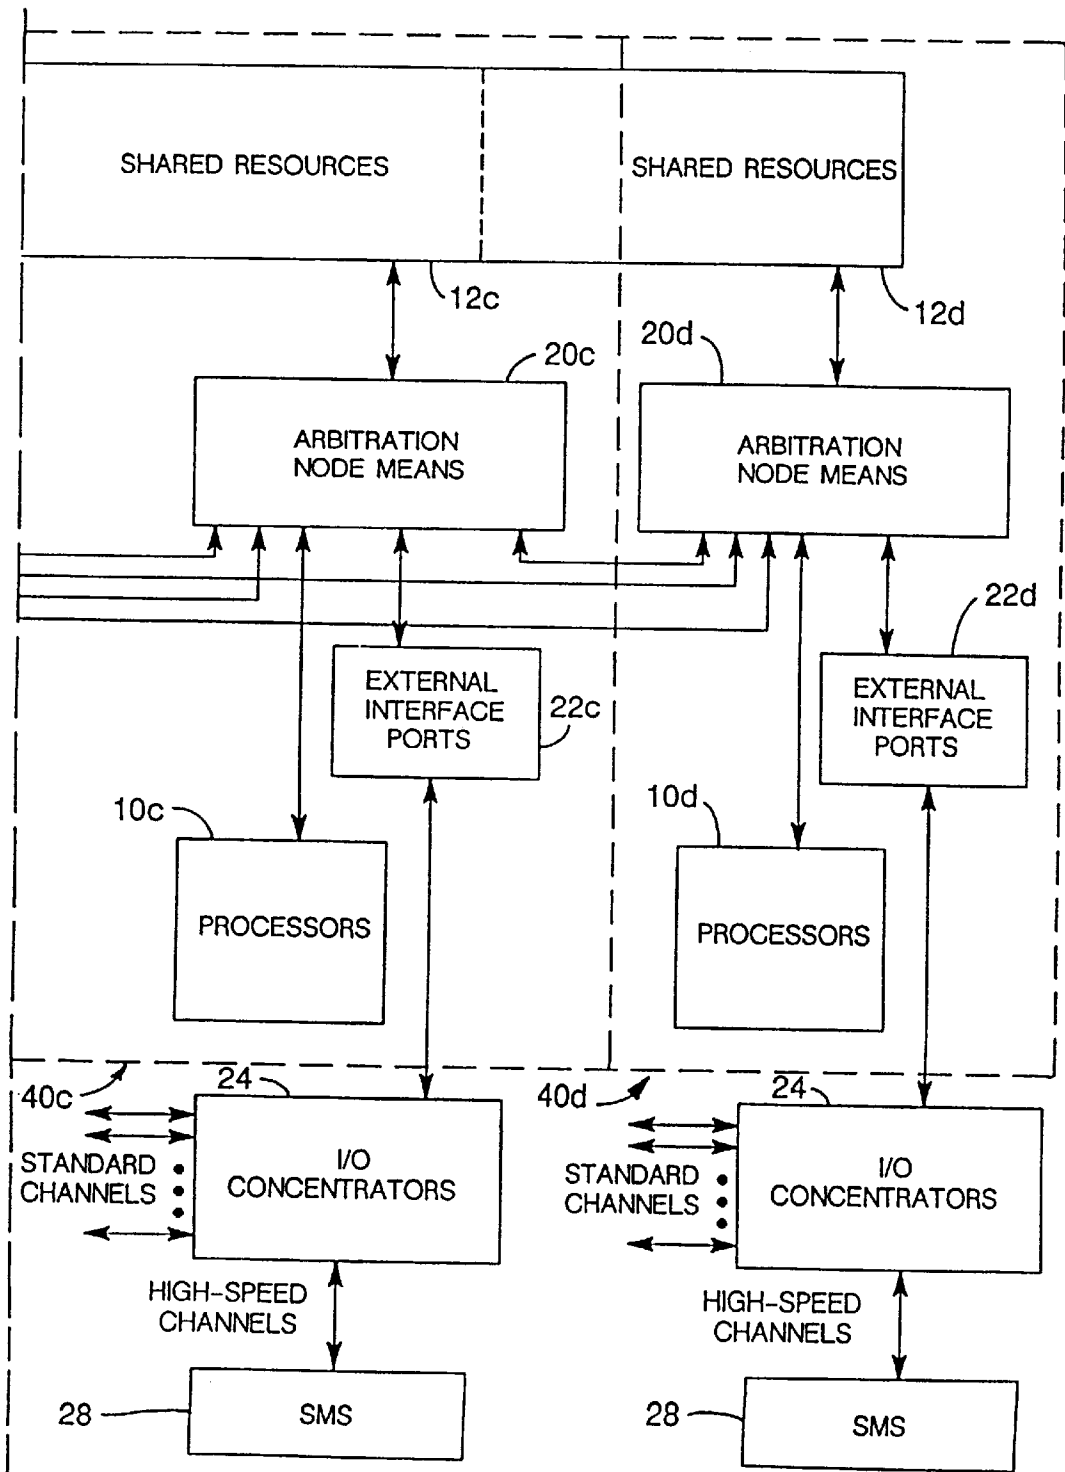 SHARED RESOURCES
SHARED RESOURCES
12c
12d
20c
20d
ARBITRATION
NODE MEANS
ARBITRATION
NODE MEANS
22d
EXTERNAL
INTERFACE
PORTS
22c
EXTERNAL
INTERFACE
PORTS
10c
10d
PROCESSORS
PROCESSORS
40c
24
40d
24
STANDARD
CHANNELS
I/O
CONCENTRATORS
STANDARD
CHANNELS
I/O
CONCENTRATORS
HIGH-SPEED
CHANNELS
HIGH-SPEED
CHANNELS
28
SMS
28
SMS